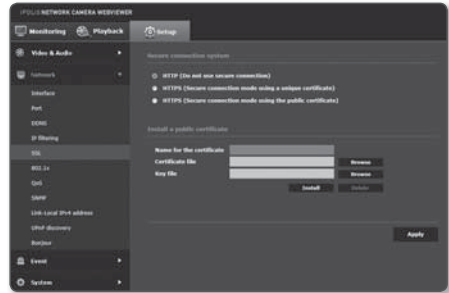 iPOLiS NETWORK CAMERA WEBVIEWER
Monitoring
Playback
Setup
Video & Audio
Network
Interface
Port
DDNS
IP filtering
SSL
802.1x
QoS
SNMP
Link-Local IPv4 address
UPnP discovery
Bonjour
Event
System
Secure connection system
HTTP (Do not use secure connection)
HTTPS (Secure connection mode using a unique certificate)
HTTPS (Secure connection mode using the public certificate)
Install a public certificate
Name for the certificate
Certificate file
Browse
Key file
Browse
Install
Delete
Apply